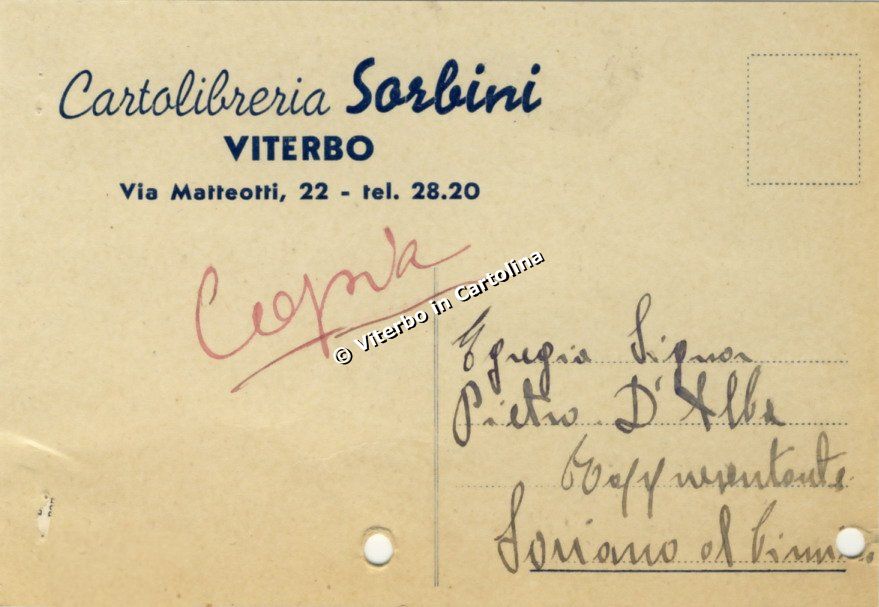 Cartolibreria Sorbini
VITERBO
Via Matteotti, 22 - tel. 28.20
Copia
© Viterbo in Cartolina
Egregio Signor
Pietro D'Alba
Rappresentante
Soriano al Cimino